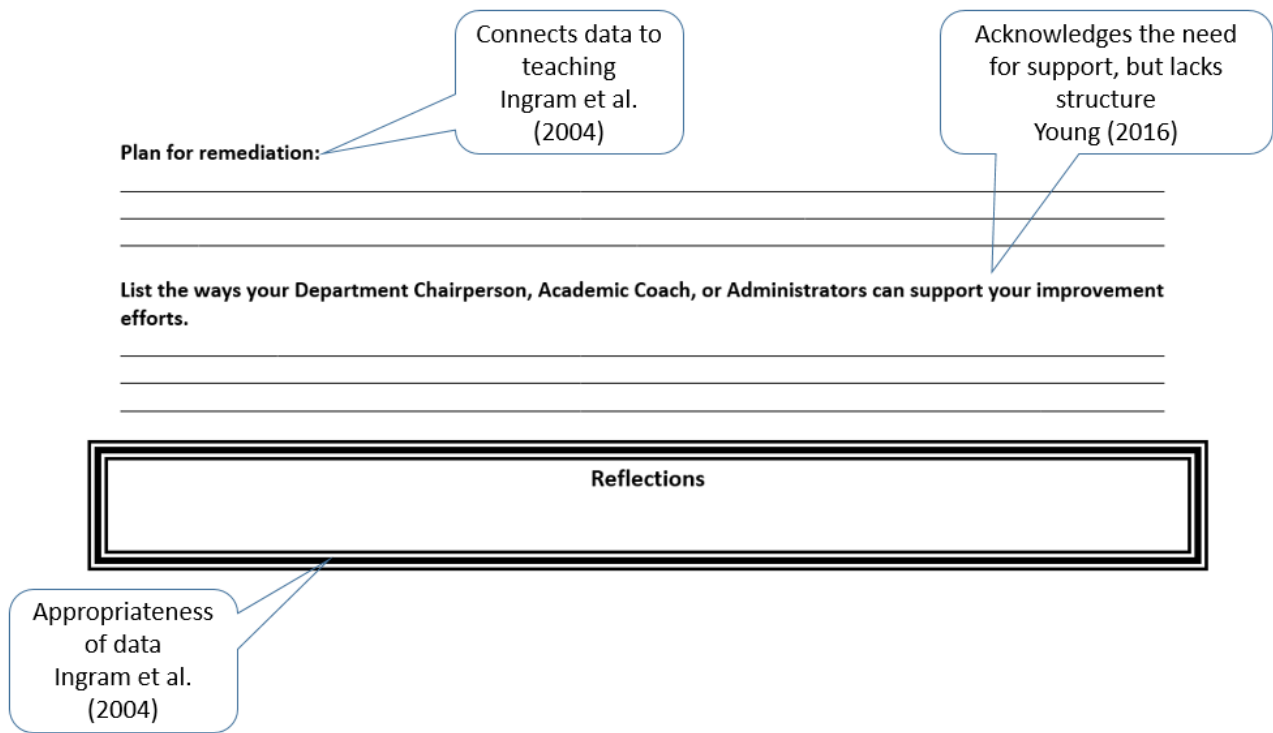 Connects data to
teaching
Ingram et al.
(2004)
Acknowledges the need
for support, but lacks
structure
Young (2016)
Plan for remediation:
List the ways your Department Chairperson, Academic Coach, or Administrators can support your improvement
efforts.
Reflections
Appropriateness
of data
Ingram et al.
(2004)